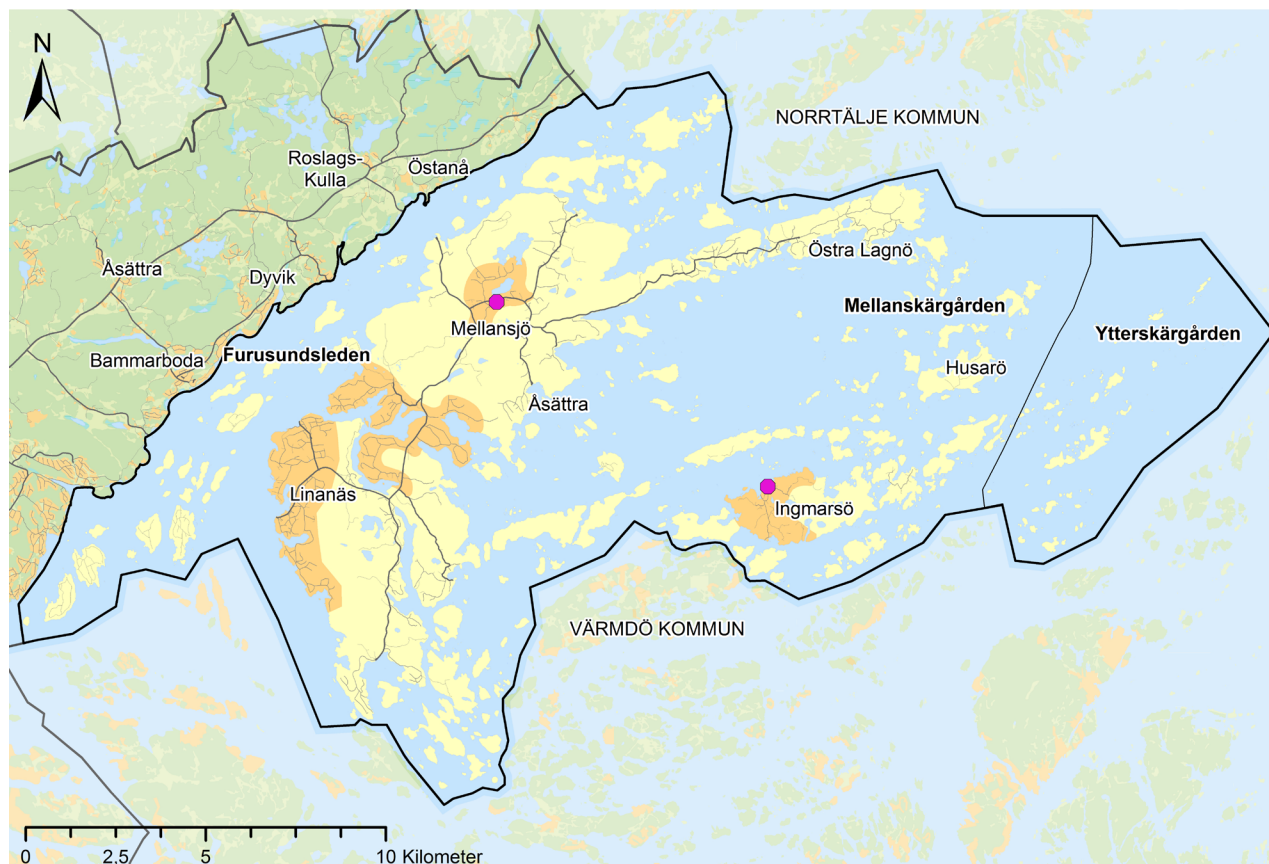 N
NORRTÄLJE KOMMUN
Roslags-
Kulla
Östanå
Östra Lagnö
Åsättra
Dyvik
Mellanskärgården
Mellansjö
Ytterskärgården
Furusundsleden
Bammarboda
Husarö
Åsättra
Linanäs
Ingmarsö
VÄRMDÖ KOMMUN
0 2,5 5 10 Kilometer